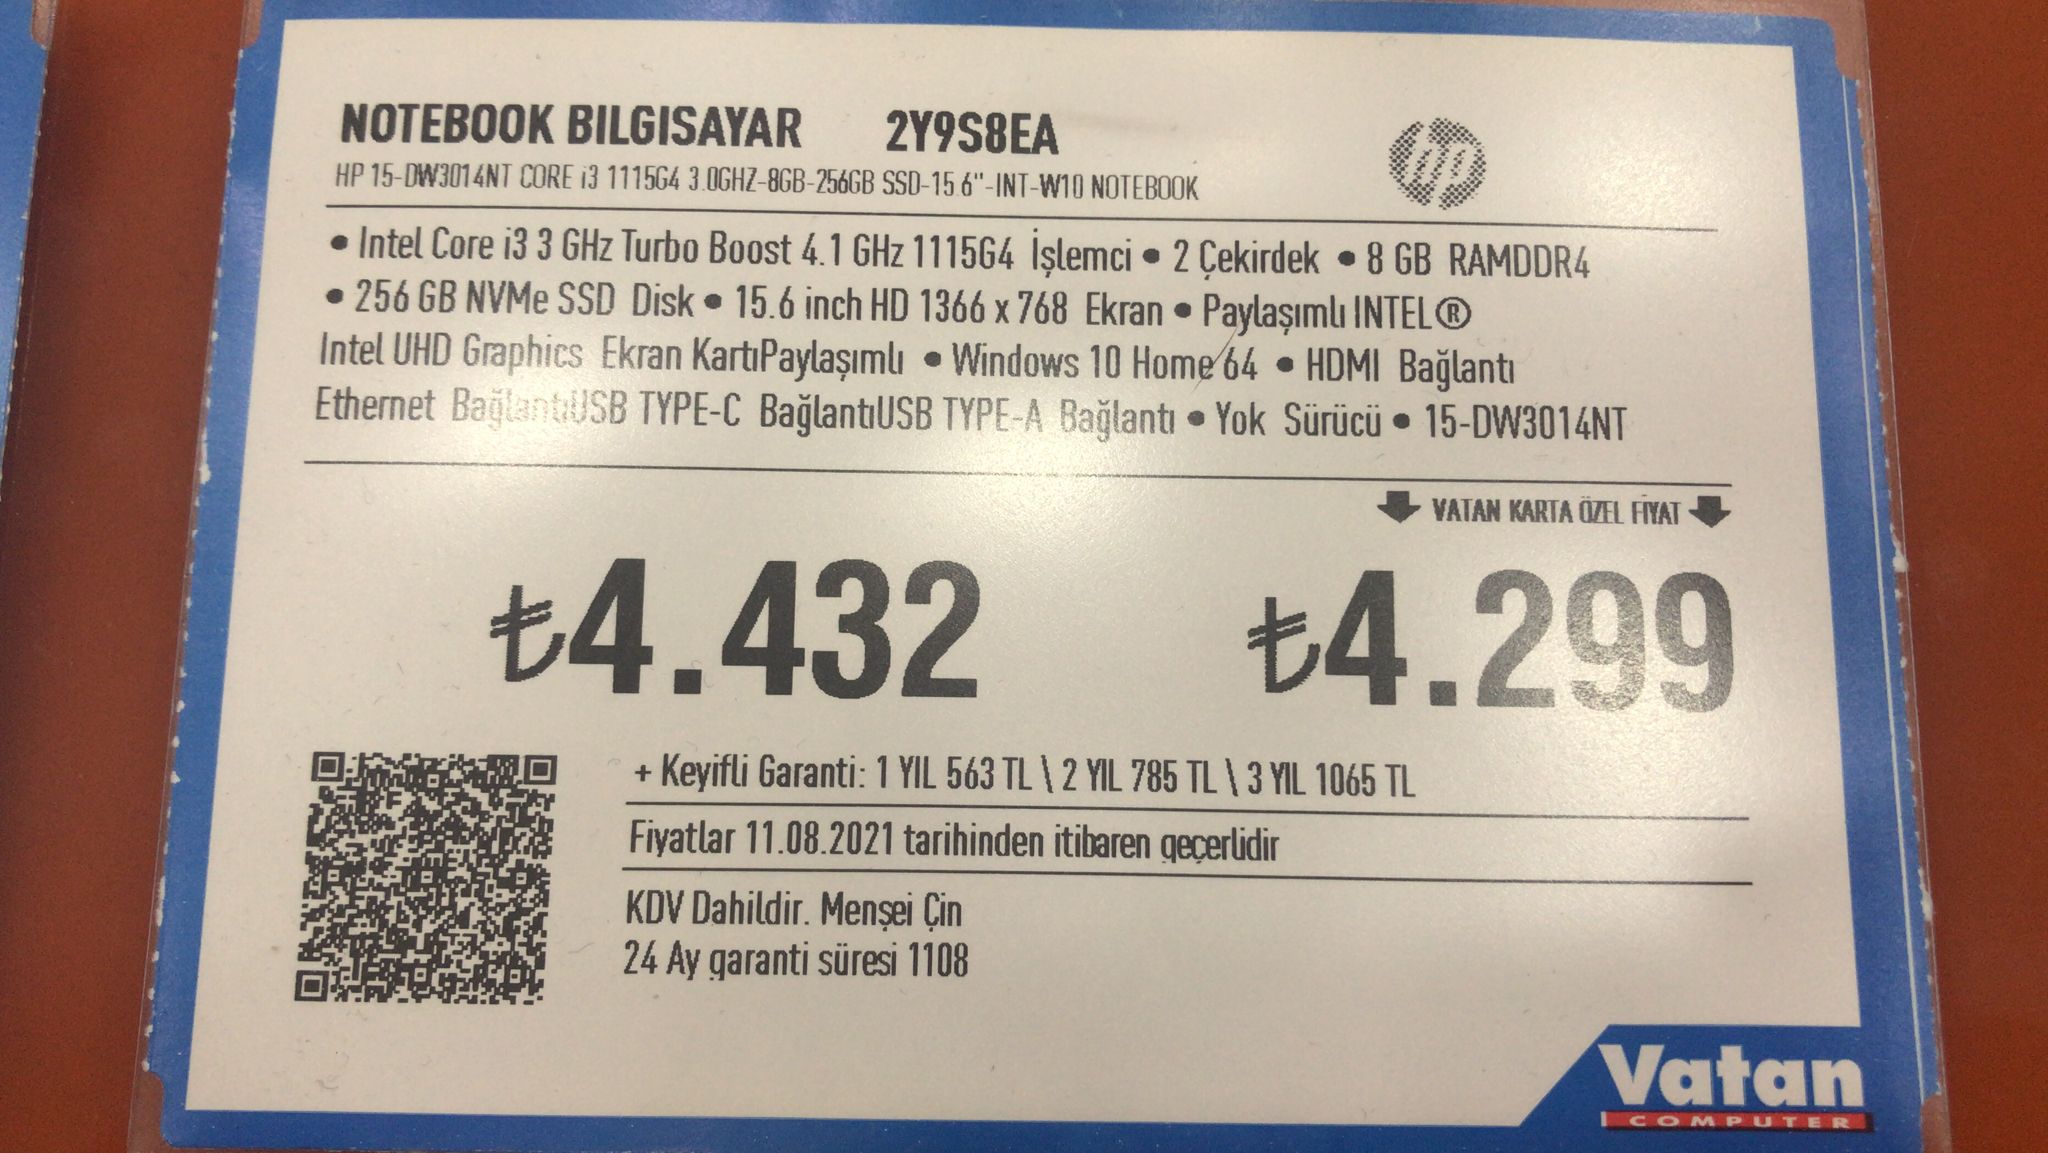 NOTEBOOK BILGISAYAR 2Y9S8EA
hp
HP 15-DW3014NT CORE i3 1115G4 3.0GHZ-8GB-256GB SSD-15.6"-INT-W10 NOTEBOOK
• Intel Core i3 3 GHz Turbo Boost 4.1 GHz 1115G4 İşlemci • 2 Çekirdek • 8 GB RAMDDR4
• 256 GB NVMe SSD Disk • 15.6 inch HD 1366 x 768 Ekran • Paylaşımlı INTEL®
Intel UHD Graphics Ekran KartıPaylaşımlı • Windows 10 Home 64 • HDMI Bağlantı
Ethernet BağlantıUSB TYPE-C BağlantıUSB TYPE-A Bağlantı • Yok Sürücü • 15-DW3014NT
VATAN KARTA ÖZEL FİYAT
₺4.432 ₺4.299
+ Keyifli Garanti: 1 YIL 563 TL \ 2 YIL 785 TL \ 3 YIL 1065 TL
Fiyatlar 11.08.2021 tarihinden itibaren geçerlidir
KDV Dahildir. Menşei Çin
24 Ay garanti süresi 1108
Vatan
COMPUTER